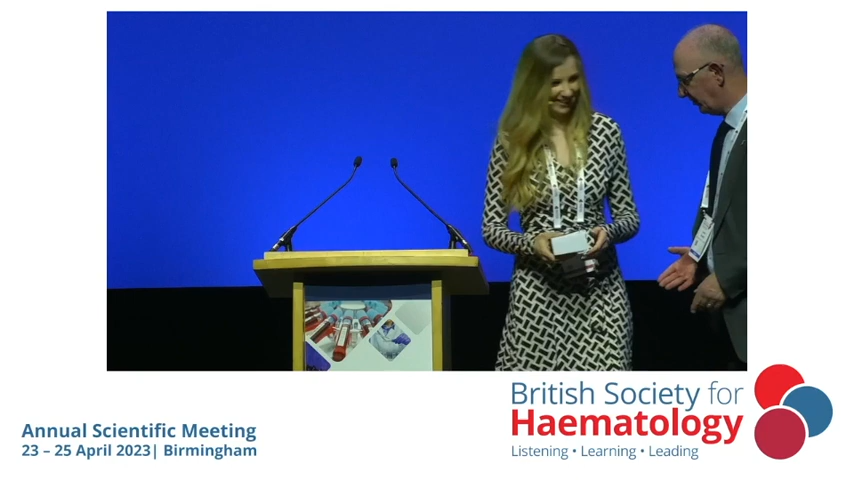 British Society for
Haematology
Listening • Learning • Leading
Annual Scientific Meeting
23 – 25 April 2023| Birmingham